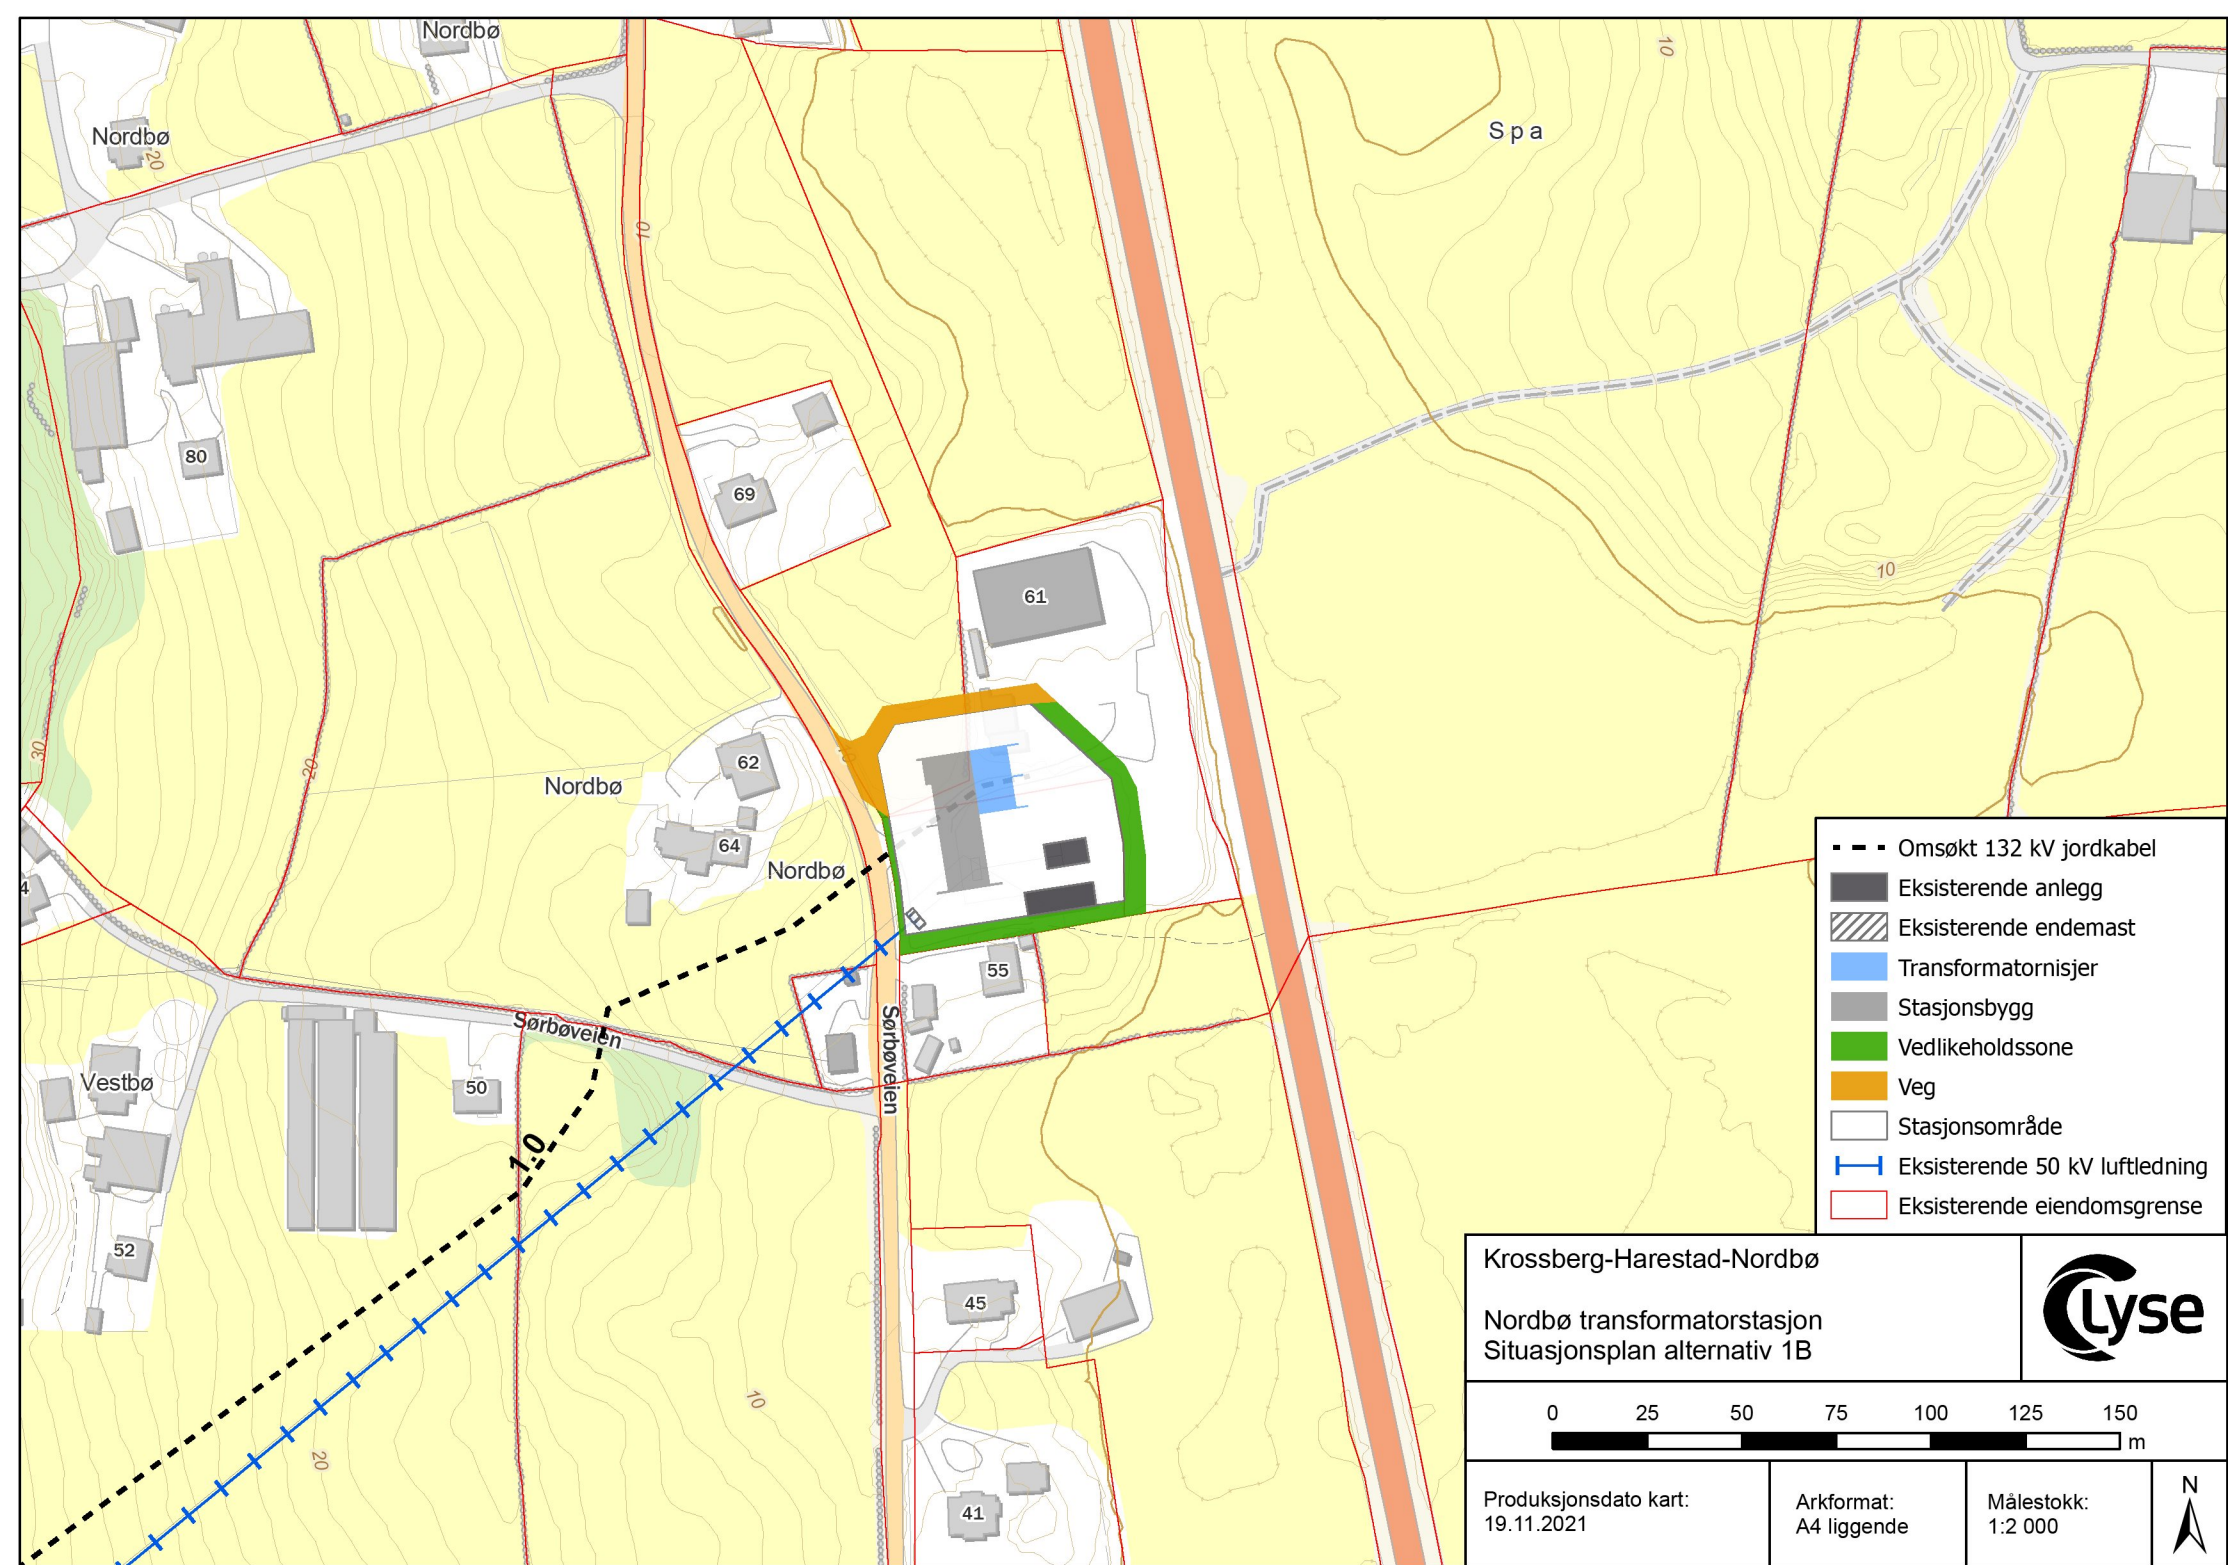 Nordbø
10
Nordbø
20
Spa
10
80
69
61
10
30
20
62
Nordbø
10
64
Nordbø
4
55
Sørbøveien
Sørbøveien
Vestbø
50
1.0
52
45
10
20
41
Omsøkt 132 kV jordkabel
Eksisterende anlegg
Eksisterende endemast
Transformatornisjer
Stasjonsbygg
Vedlikeholdssone
Veg
Stasjonsområde
Eksisterende 50 kV luftledning
Eksisterende eiendomsgrense
Krossberg-Harestad-Nordbø
Nordbø transformatorstasjon
Situasjonsplan alternativ 1B
Lyse
0 25 50 75 100 125 150
m
Produksjonsdato kart:
19.11.2021
Arkformat:
A4 liggende
Målestokk:
1:2 000
N
10